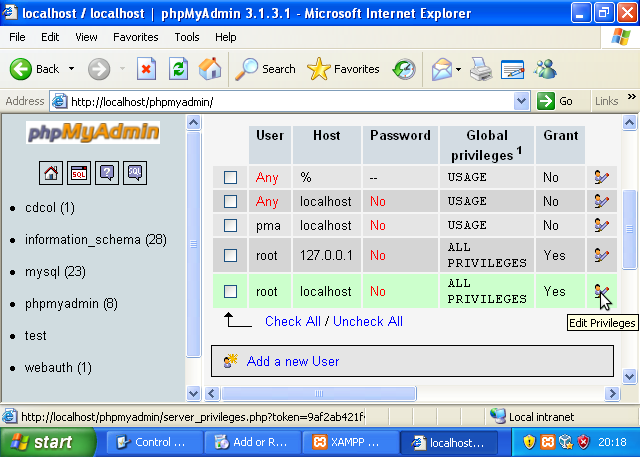 localhost / localhost | phpMyAdmin 3.1.3.1 - Microsoft Internet Explorer
File Edit View Favorites Tools Help
Back Search Favorites
Address http://localhost/phpmyadmin/ Go Links »
phpMyAdmin
SQL ? SQL
cdcol (1)
information_schema (28)
mysql (23)
phpmyadmin (8)
test
webauth (1)
User Host Password Global privileges 1 Grant
Any % -- USAGE No
Any localhost No USAGE No
pma localhost No USAGE No
root 127.0.0.1 No ALL PRIVILEGES Yes
root localhost No ALL PRIVILEGES Yes
Edit Privileges
Check All / Uncheck All
Add a new User
http://localhost/phpmyadmin/server_privileges.php?token=9af2ab421f Local intranet
start Control ... Add or R... XAMPP ... localhost... 20:18